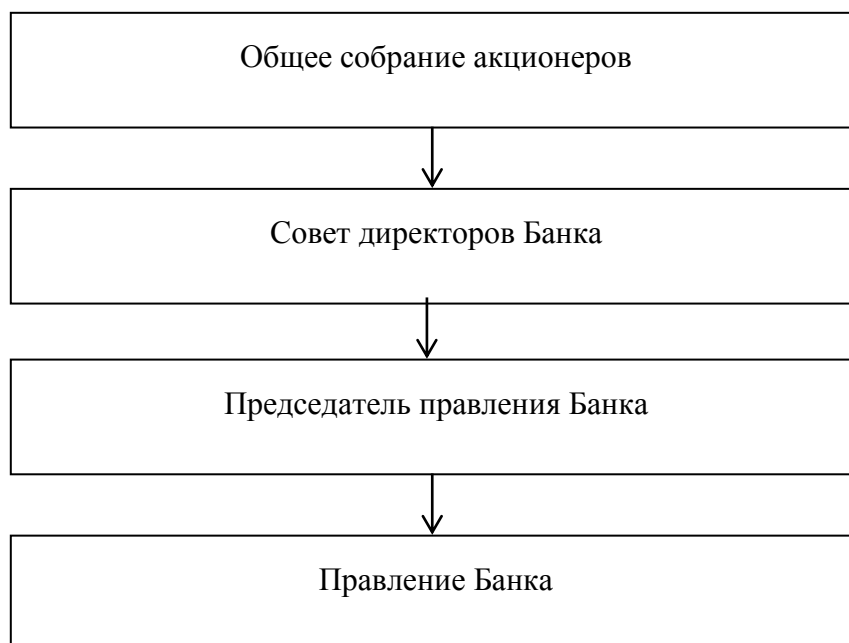 Общее собрание акционеров
Совет директоров Банка
Председатель правления Банка
Правление Банка